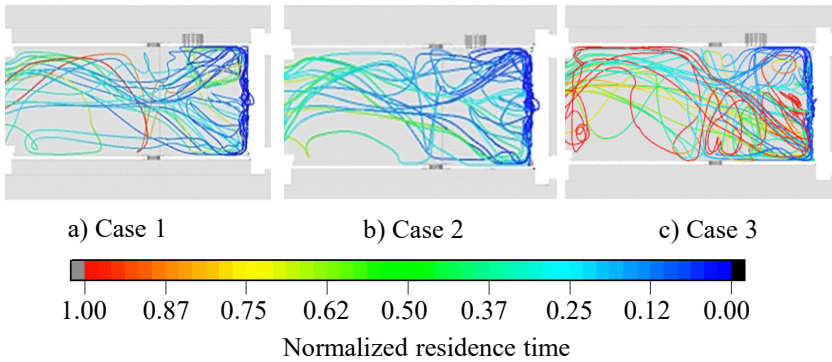 a) Case 1 b) Case 2 c) Case 3
1.00 0.87 0.75 0.62 0.50 0.37 0.25 0.12 0.00
Normalized residence time